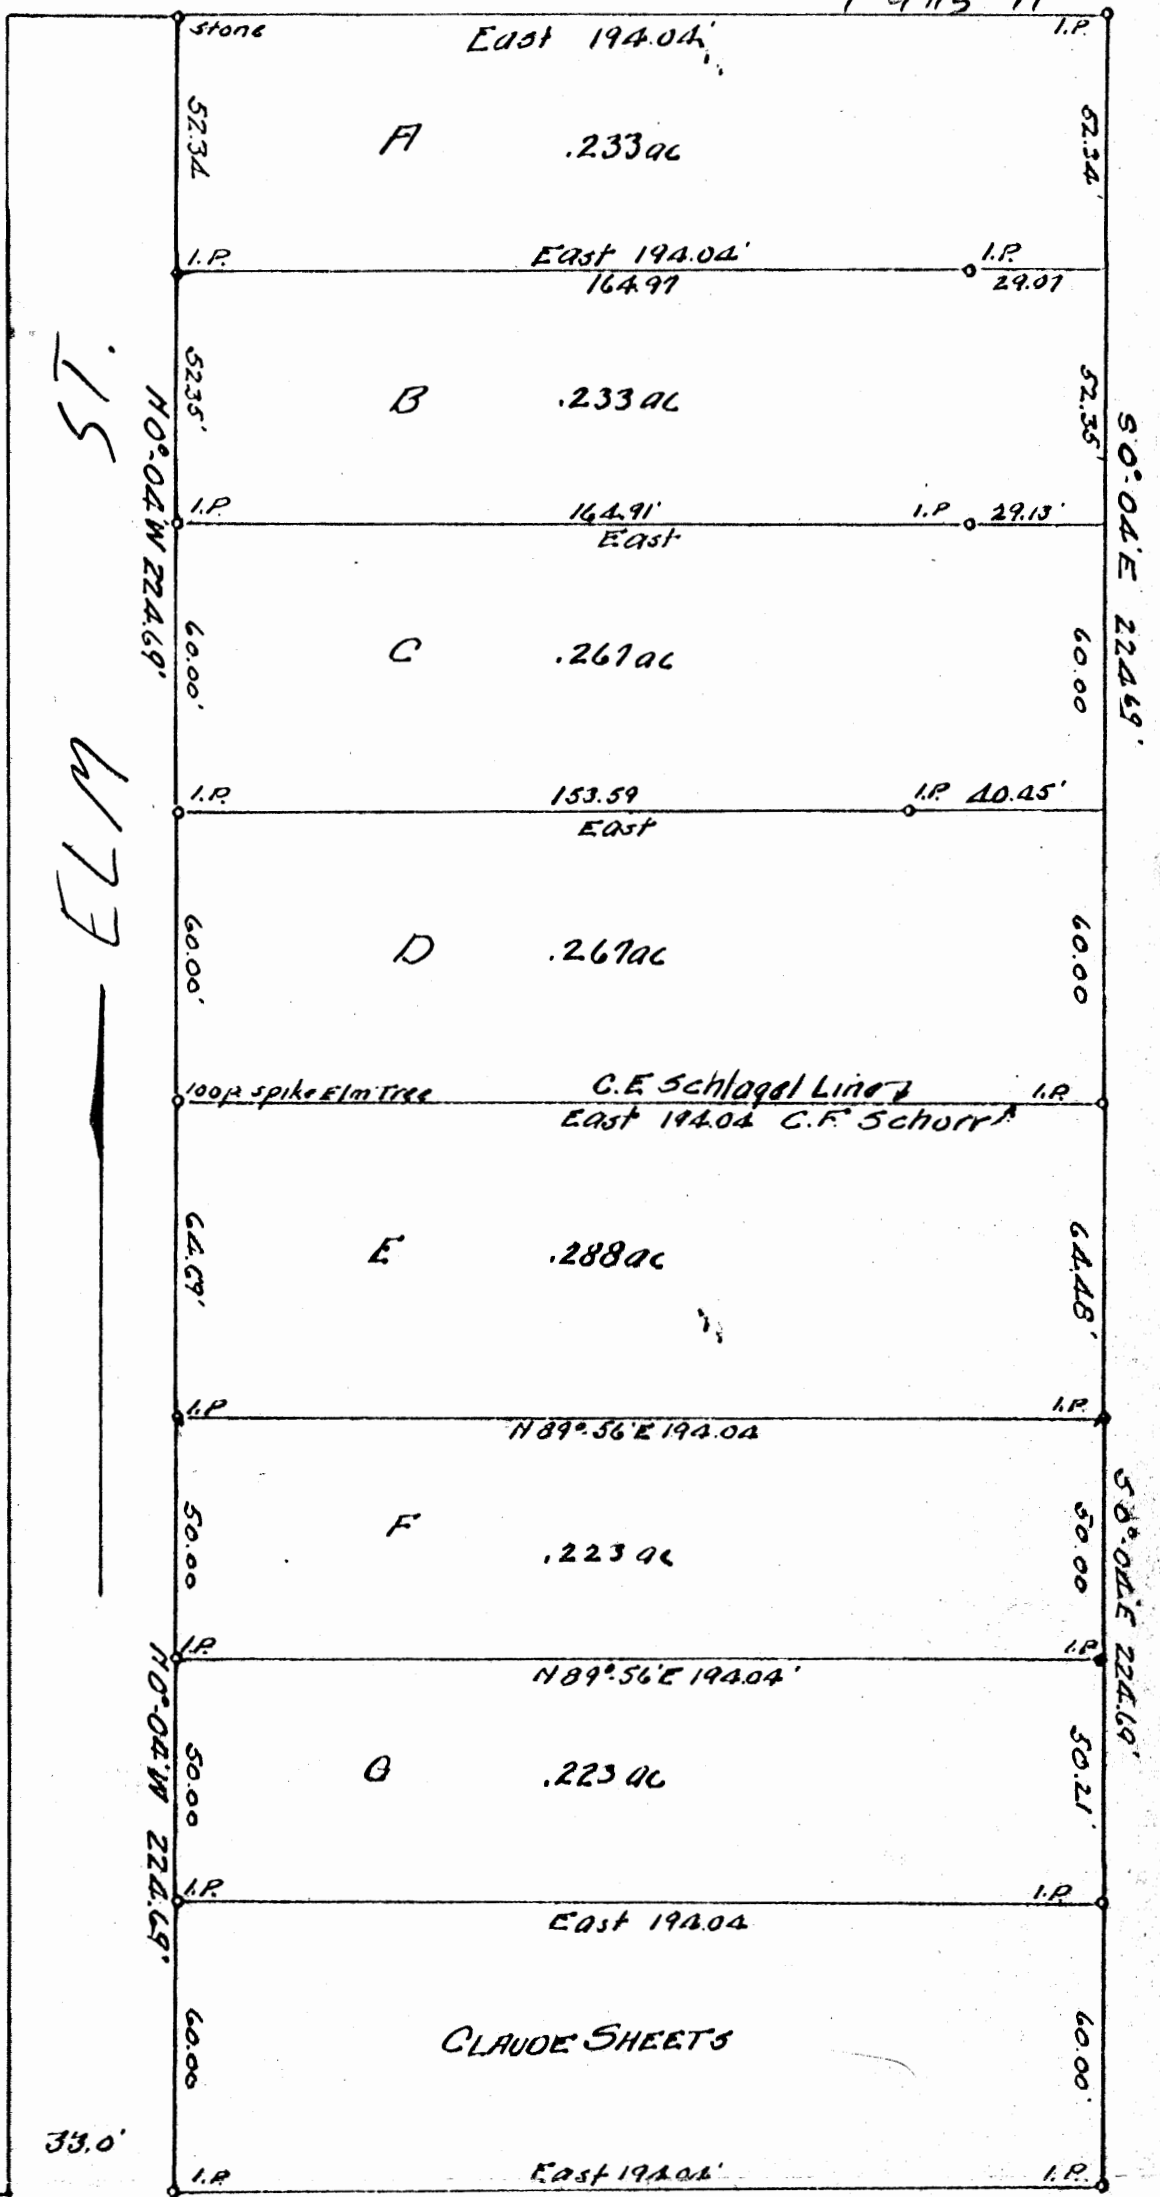 stone
East 194.04'
I.P.
52.34
A
.233ac
52.34'
I.P.
East 194.04'
I.P.
164.97
29.07
52.35'
B
.233ac
52.35'
I.P.
164.91'
I.P. 29.13'
East
N0°-04'W 224.69'
S0°-04'E 224.69'
60.00'
C
.267ac
60.00
I.P.
153.59
I.P. 40.45'
East
ELM ST.
60.00'
D
.267ac
60.00
spike Elm Tree
C.E Schlagel Line
I.P.
East 194.04 C.F. Schorr
64.69'
E
.288ac
64.48'
I.P.
I.P.
N89°-56'E 194.04
50.00
F
.223ac
50.00
S0°-04'E 224.69'
I.P.
I.P.
N89°-56'E 194.04'
N0°-04'W 224.69'
50.00
G
.223ac
50.21'
I.P.
I.P.
East 194.04
60.00
CLAUDE SHEETS
60.00'
33.0'
I.P.
East 194.04'
I.P.